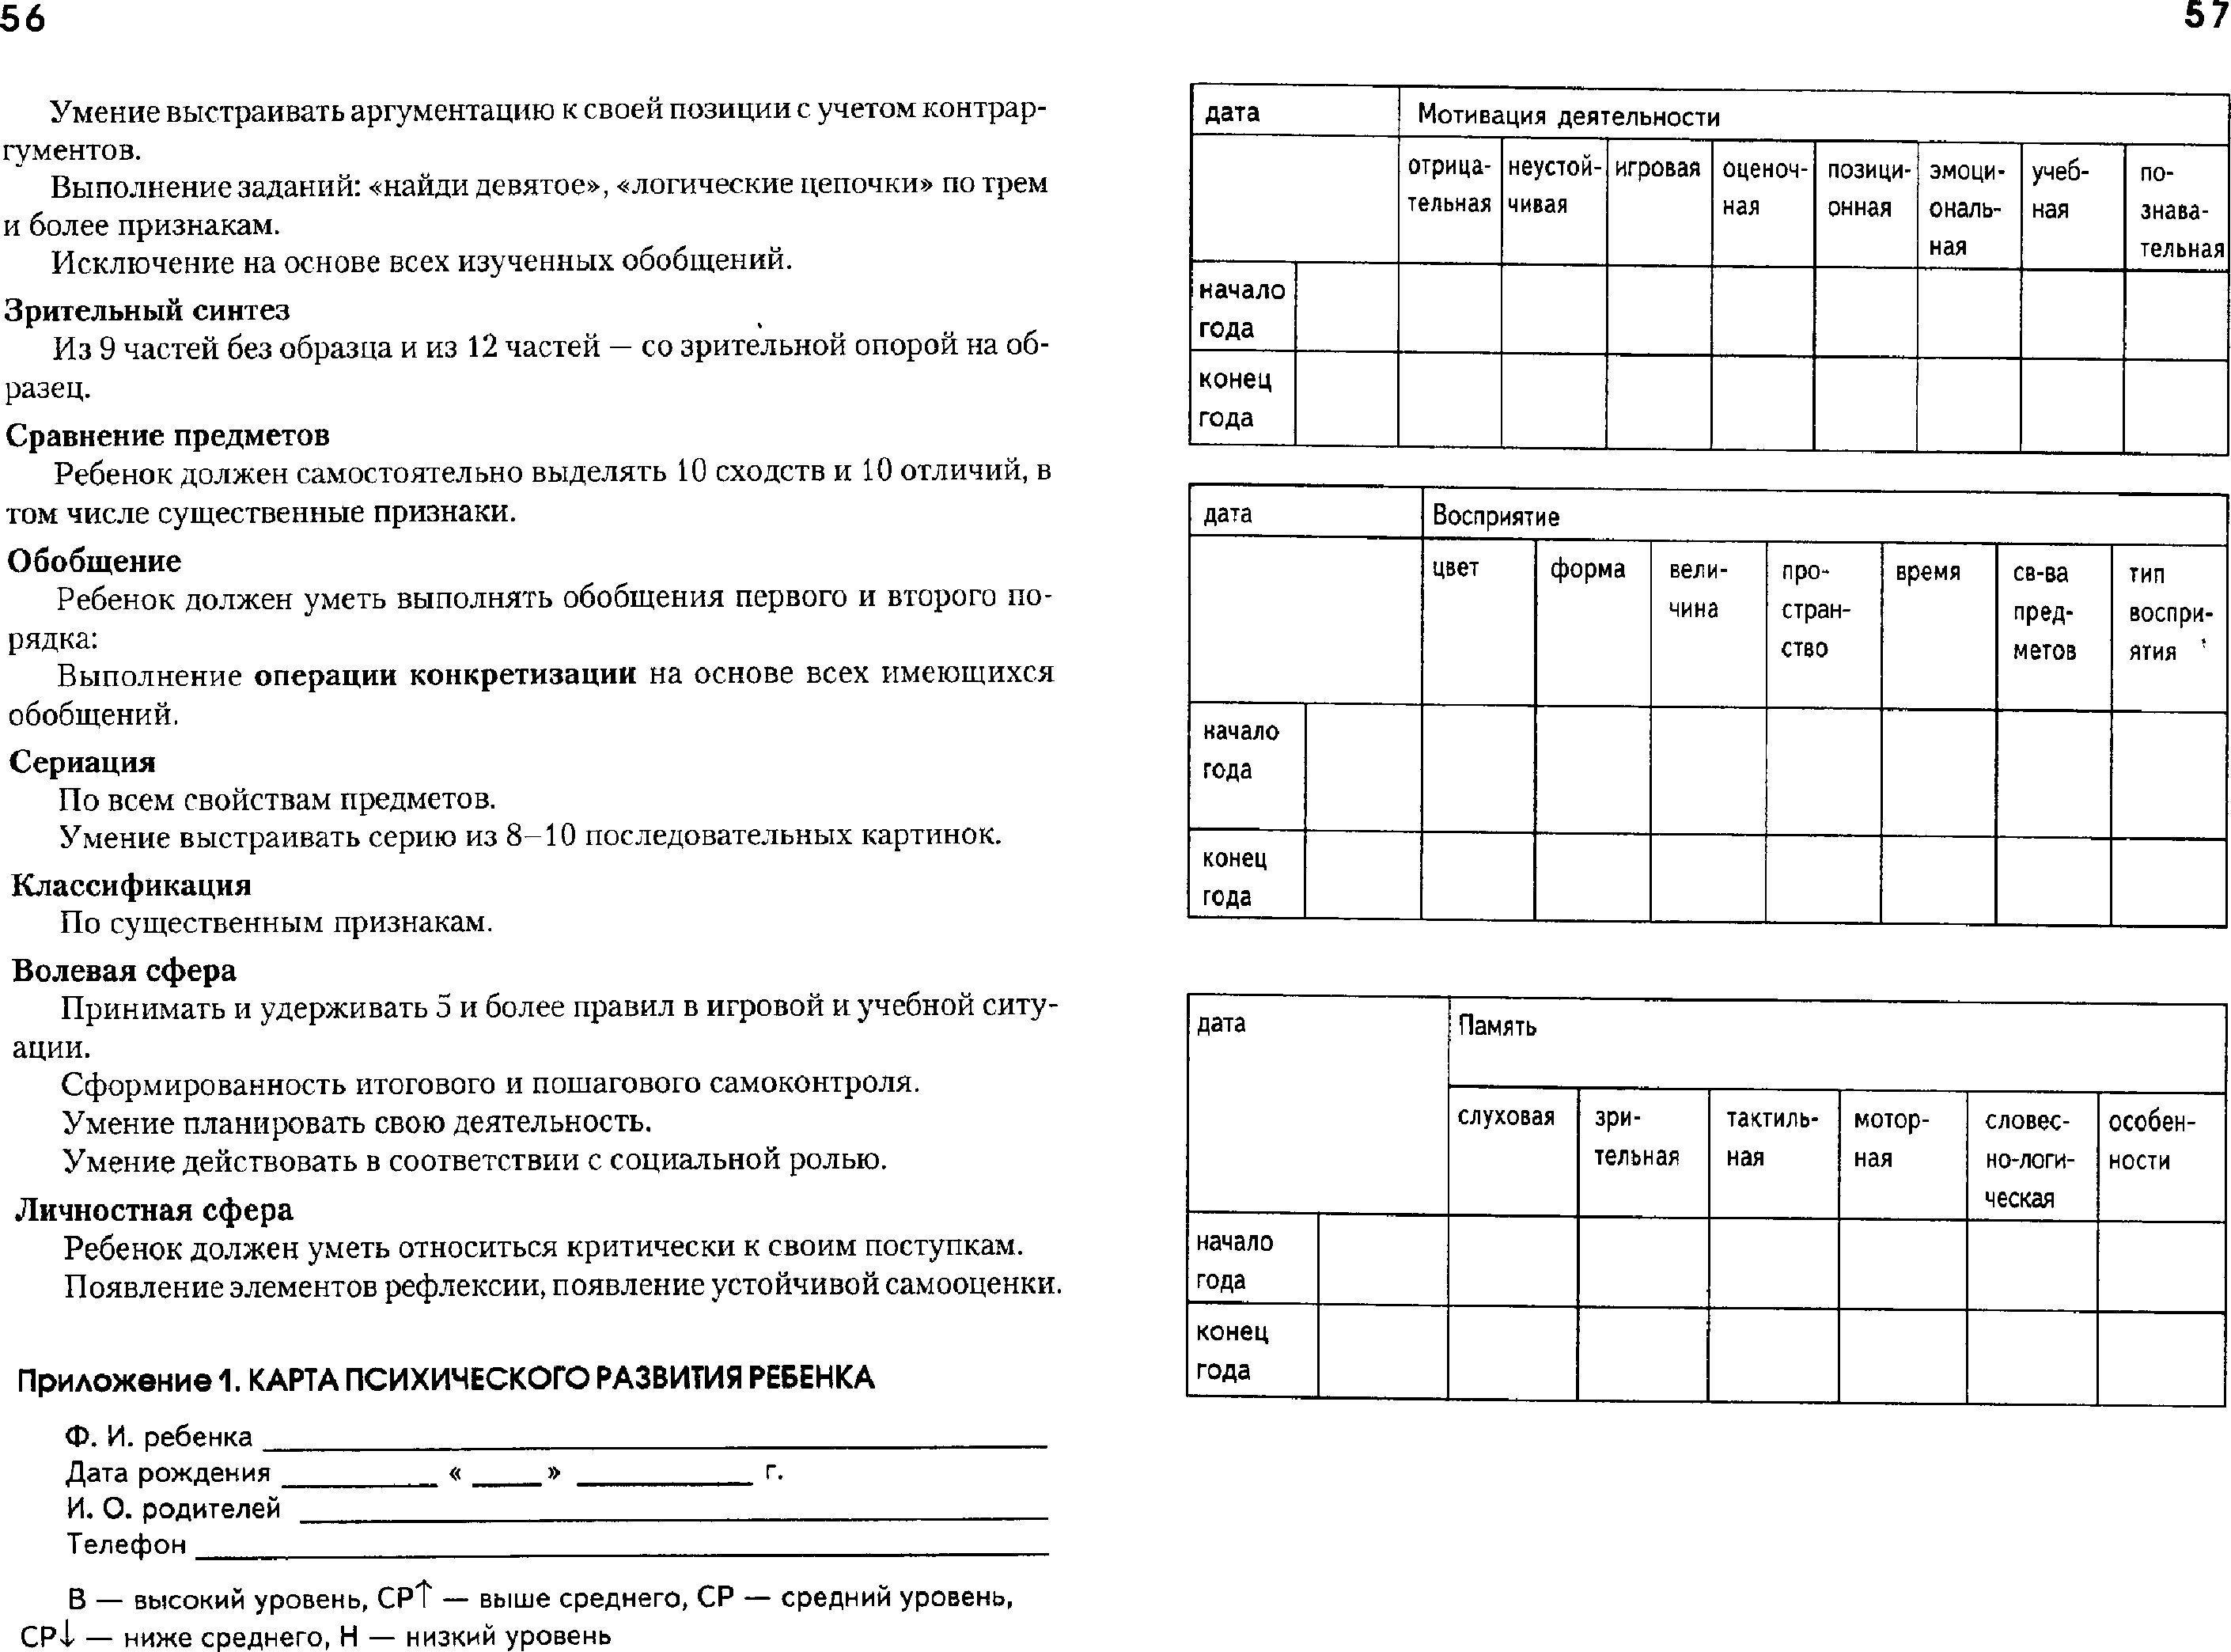 56
Умение выстраивать аргументацию к своей позиции с учетом контрар-
гументов.
Выполнение заданий: «найди девятое», «логические цепочки» по трем
и более признакам.
Исключение на основе всех изученных обобщений.
Зрительный синтез
Из 9 частей без образца и из 12 частей — со зрительной опорой на об-
разец.
Сравнение предметов
Ребенок должен самостоятельно выделять 10 сходств и 10 отличий, в
том числе существенные признаки.
Обобщение
Ребенок должен уметь выполнять обобщения первого и второго по-
рядка:
Выполнение операции конкретизации на основе всех имеющихся
обобщений.
Сериация
По всем свойствам предметов.
Умение выстраивать серию из 8–10 последовательных картинок.
Классификация
По существенным признакам.
Волевая сфера
Принимать и удерживать 5 и более правил в игровой и учебной ситу-
ации.
Сформированность итогового и пошагового самоконтроля.
Умение планировать свою деятельность.
Умение действовать в соответствии с социальной ролью.
Личностная сфера
Ребенок должен уметь относиться критически к своим поступкам.
Появление элементов рефлексии, появление устойчивой самооценки.
Приложение 1. КАРТА ПСИХИЧЕСКОГО РАЗВИТИЯ РЕБЕНКА
Ф. И. ребенка
Дата рождения « » г.
И. О. родителей
Телефон
В — высокий уровень, СР↑ — выше среднего, СР — средний уровень,
СР↓ — ниже среднего, Н — низкий уровень
57
дата Мотивация деятельности
отрица- неустой- игровая оценоч- позици- эмоци- учеб- по-
тельная чивая ная онная ональ- ная знава-
ная тельная
начало
года
конец
года
дата Восприятие
цвет форма вели- про- время св-ва тип
чина стран- пред- воспри-
ство метов ятия
начало
года
конец
года
дата Память
слуховая зри- тактиль- мотор- словес- особен-
тельная ная ная но-логи- ности
ческая
начало
года
конец
года